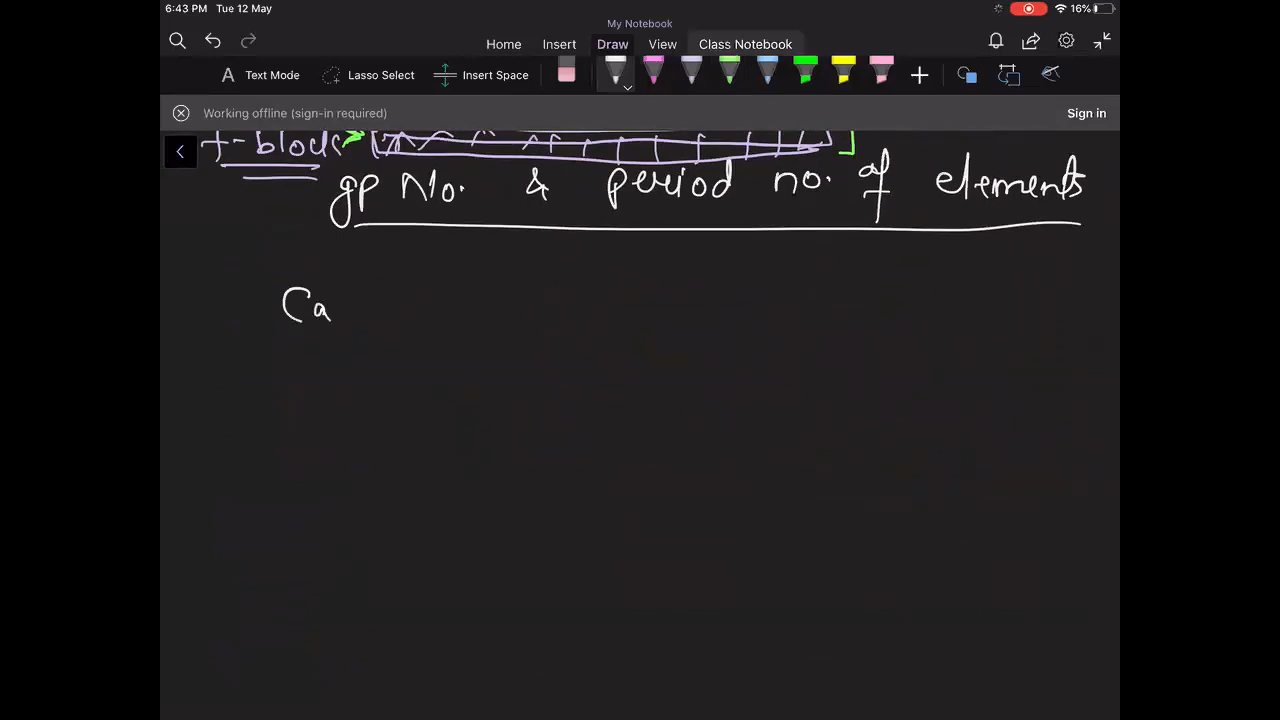 6:43 PM Tue 12 May 16%
My Notebook
Home Insert Draw View Class Notebook
Text Mode Lasso Select Insert Space
Working offline (sign-in required) Sign in
f-block
gp No. & period no. of elements
Ca